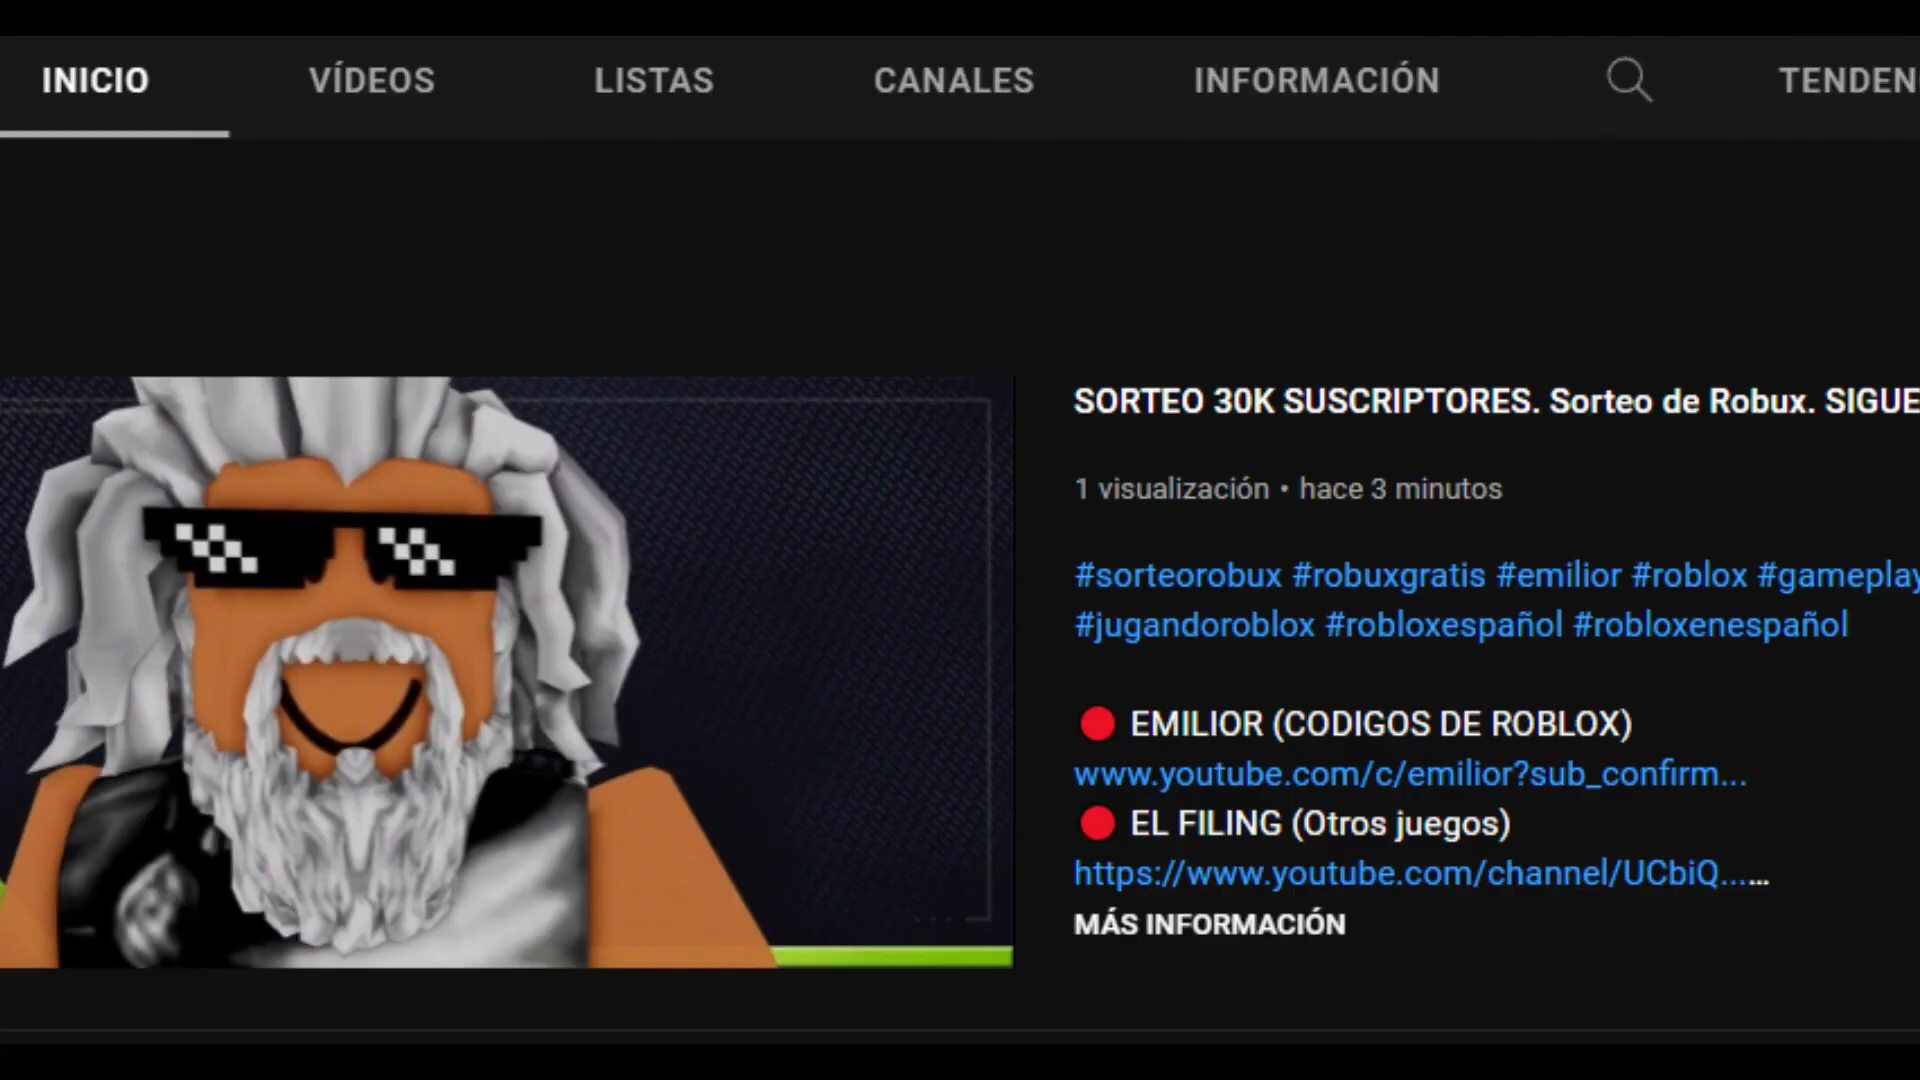 INICIO VÍDEOS LISTAS CANALES INFORMACIÓN TENDEN
SORTEO 30K SUSCRIPTORES. Sorteo de Robux. SIGUE
1 visualización • hace 3 minutos
#sorteorobux #robuxgratis #emilior #roblox #gameplay
#jugandoroblox #robloxespañol #robloxenespañol
EMILIOR (CODIGOS DE ROBLOX)
www.youtube.com/c/emilior?sub_confirm...
EL FILING (Otros juegos)
https://www.youtube.com/channel/UCbiQ......
MÁS INFORMACIÓN